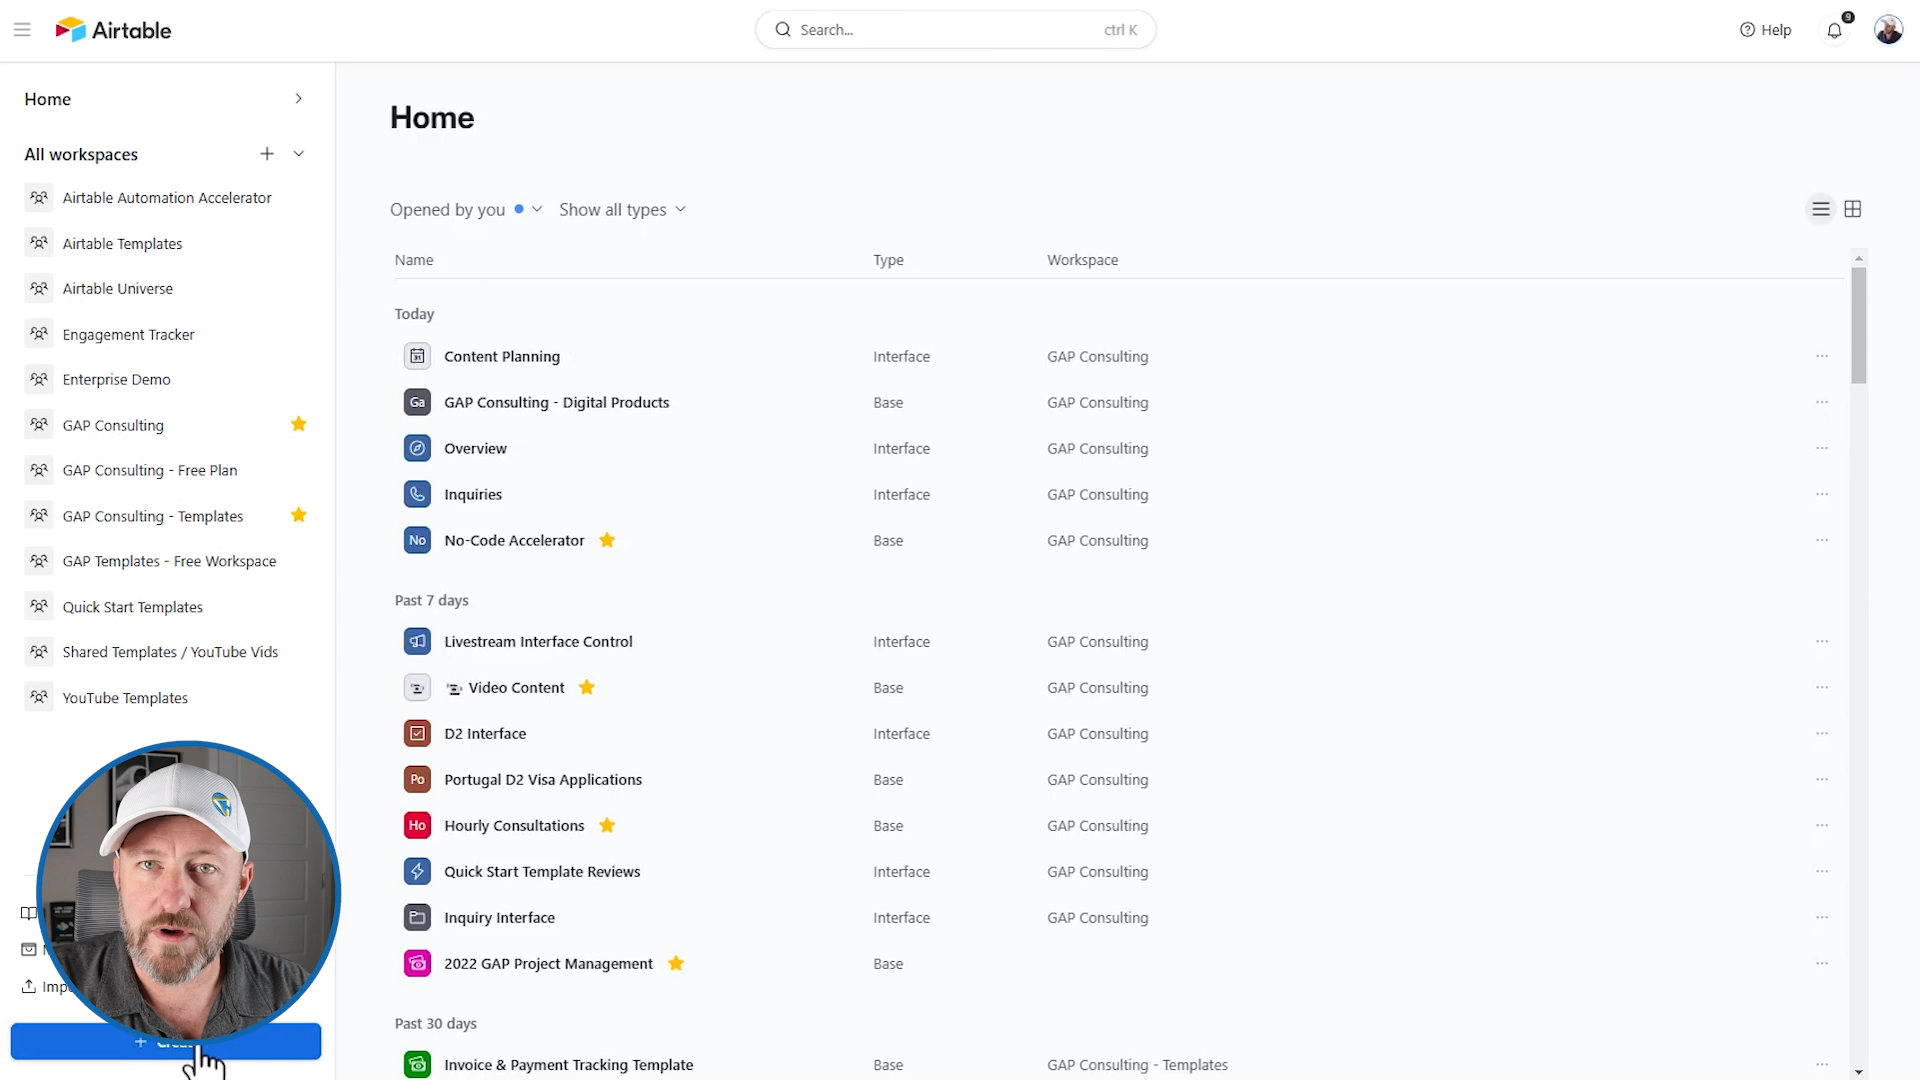 Airtable
Search...
ctrl K
Help
9
Home
All workspaces
Airtable Automation Accelerator
Airtable Templates
Airtable Universe
Engagement Tracker
Enterprise Demo
GAP Consulting
GAP Consulting - Free Plan
GAP Consulting - Templates
GAP Templates - Free Workspace
Quick Start Templates
Shared Templates / YouTube Vids
YouTube Templates
Home
Opened by you
Show all types
Name Type Workspace
Today
Content Planning Interface GAP Consulting
Ga GAP Consulting - Digital Products Base GAP Consulting
Overview Interface GAP Consulting
Inquiries Interface GAP Consulting
No No-Code Accelerator Base GAP Consulting
Past 7 days
Livestream Interface Control Interface GAP Consulting
Video Content Base GAP Consulting
D2 Interface Interface GAP Consulting
Po Portugal D2 Visa Applications Base GAP Consulting
Ho Hourly Consultations Base GAP Consulting
Quick Start Template Reviews Interface GAP Consulting
Inquiry Interface Interface GAP Consulting
2022 GAP Project Management Base
Past 30 days
Invoice & Payment Tracking Template Base GAP Consulting - Templates